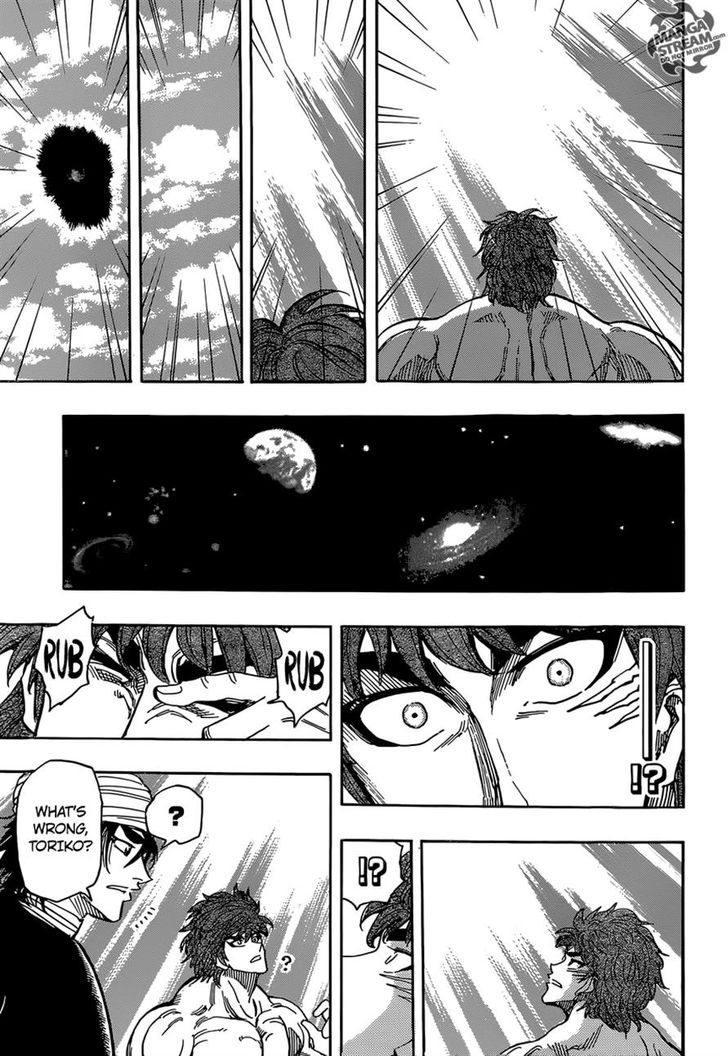 MANGA
STREAM.com
DO NOT MIRROR
!?
RUB
RUB
!?
?
WHAT'S
WRONG,
TORIKO?
?